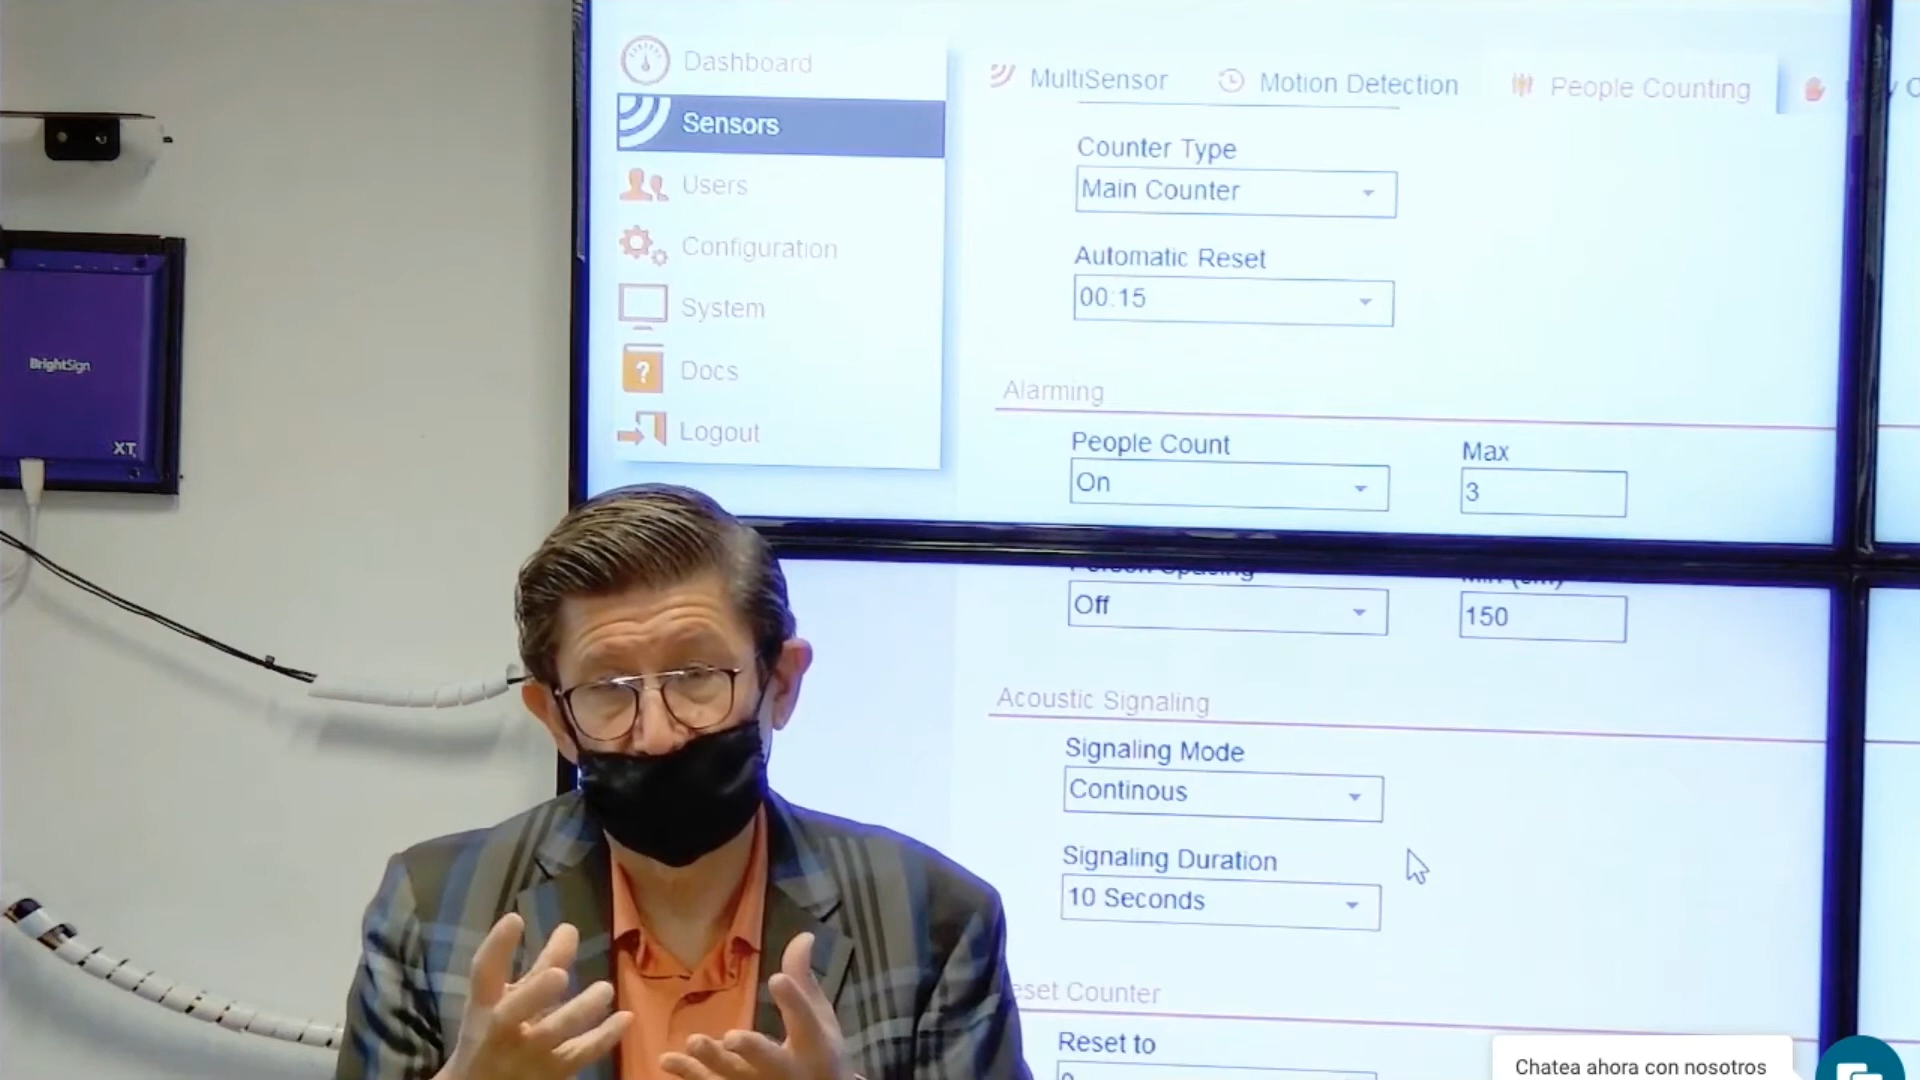 BrightSign
XT
Dashboard
Sensors
Users
Configuration
System
Docs
Logout
MultiSensor
Motion Detection
People Counting
Counter Type
Main Counter
Automatic Reset
00:15
Alarming
People Count
Max
On
3
Off
150
Acoustic Signaling
Signaling Mode
Continous
Signaling Duration
10 Seconds
Counter
Reset to
Chatea ahora con nosotros